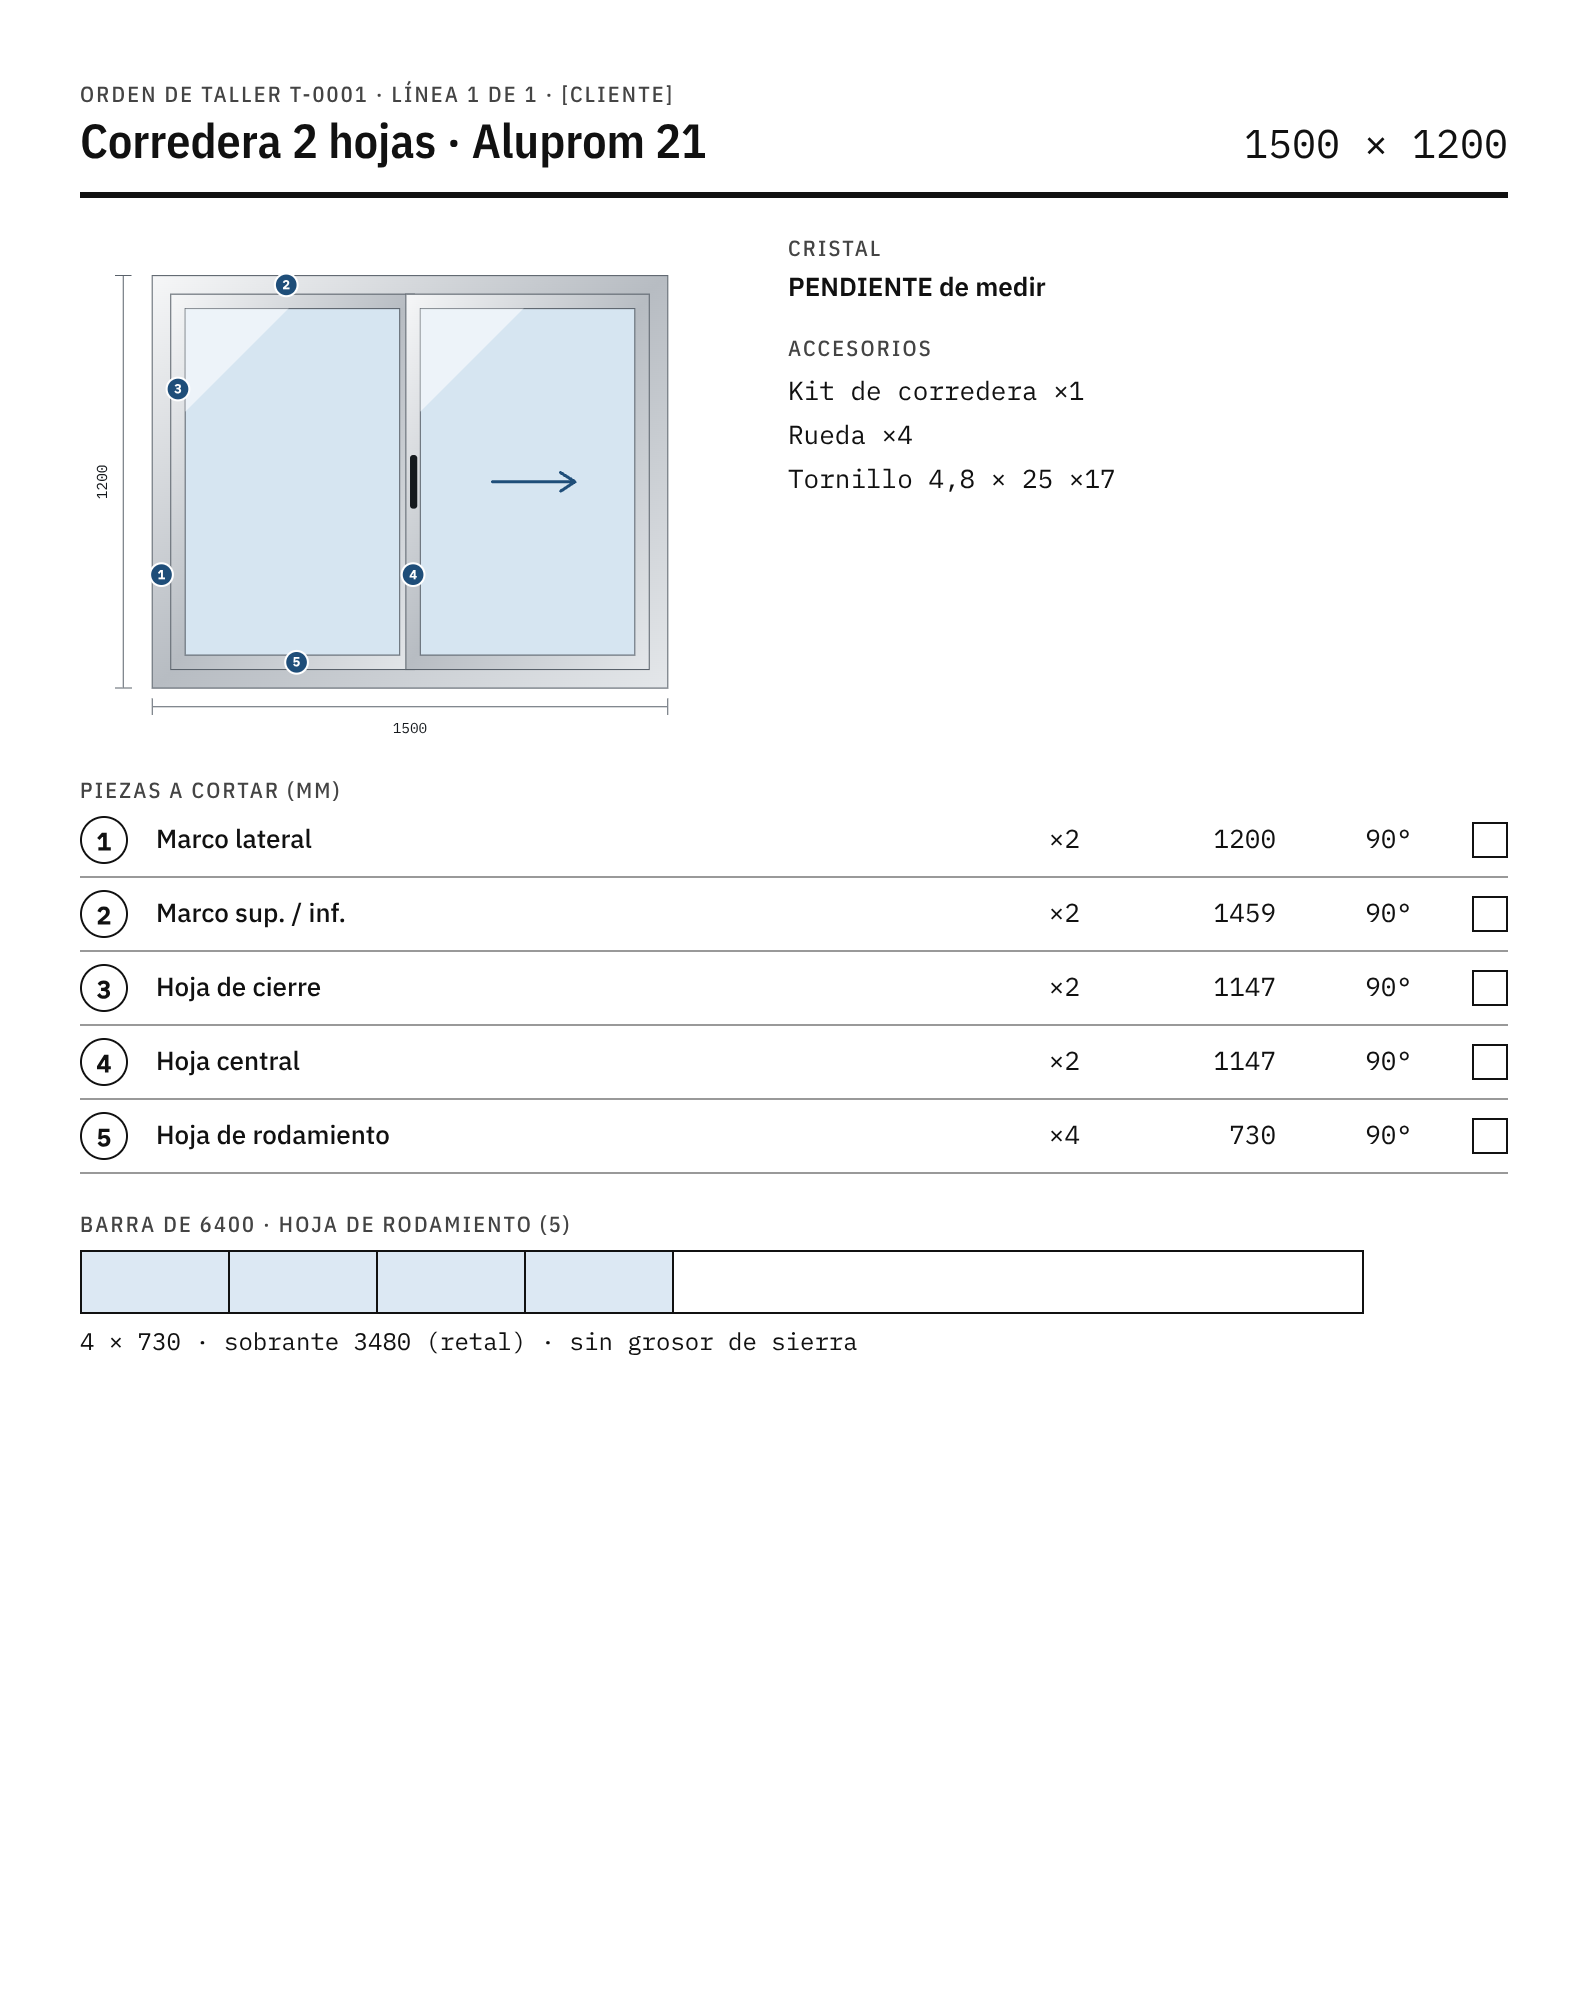 ORDEN DE TALLER T-0001 · LÍNEA 1 DE 1 · [CLIENTE]
Corredera 2 hojas · Aluprom 21
1500 × 1200
CRISTAL
PENDIENTE de medir
ACCESORIOS
Kit de corredera ×1
Rueda ×4
Tornillo 4,8 × 25 ×17
2
3
1200
1
4
5
1500
PIEZAS A CORTAR (MM)
1 Marco lateral ×2 1200 90°
2 Marco sup. / inf. ×2 1459 90°
3 Hoja de cierre ×2 1147 90°
4 Hoja central ×2 1147 90°
5 Hoja de rodamiento ×4 730 90°
BARRA DE 6400 · HOJA DE RODAMIENTO (5)
4 × 730 · sobrante 3480 (retal) · sin grosor de sierra